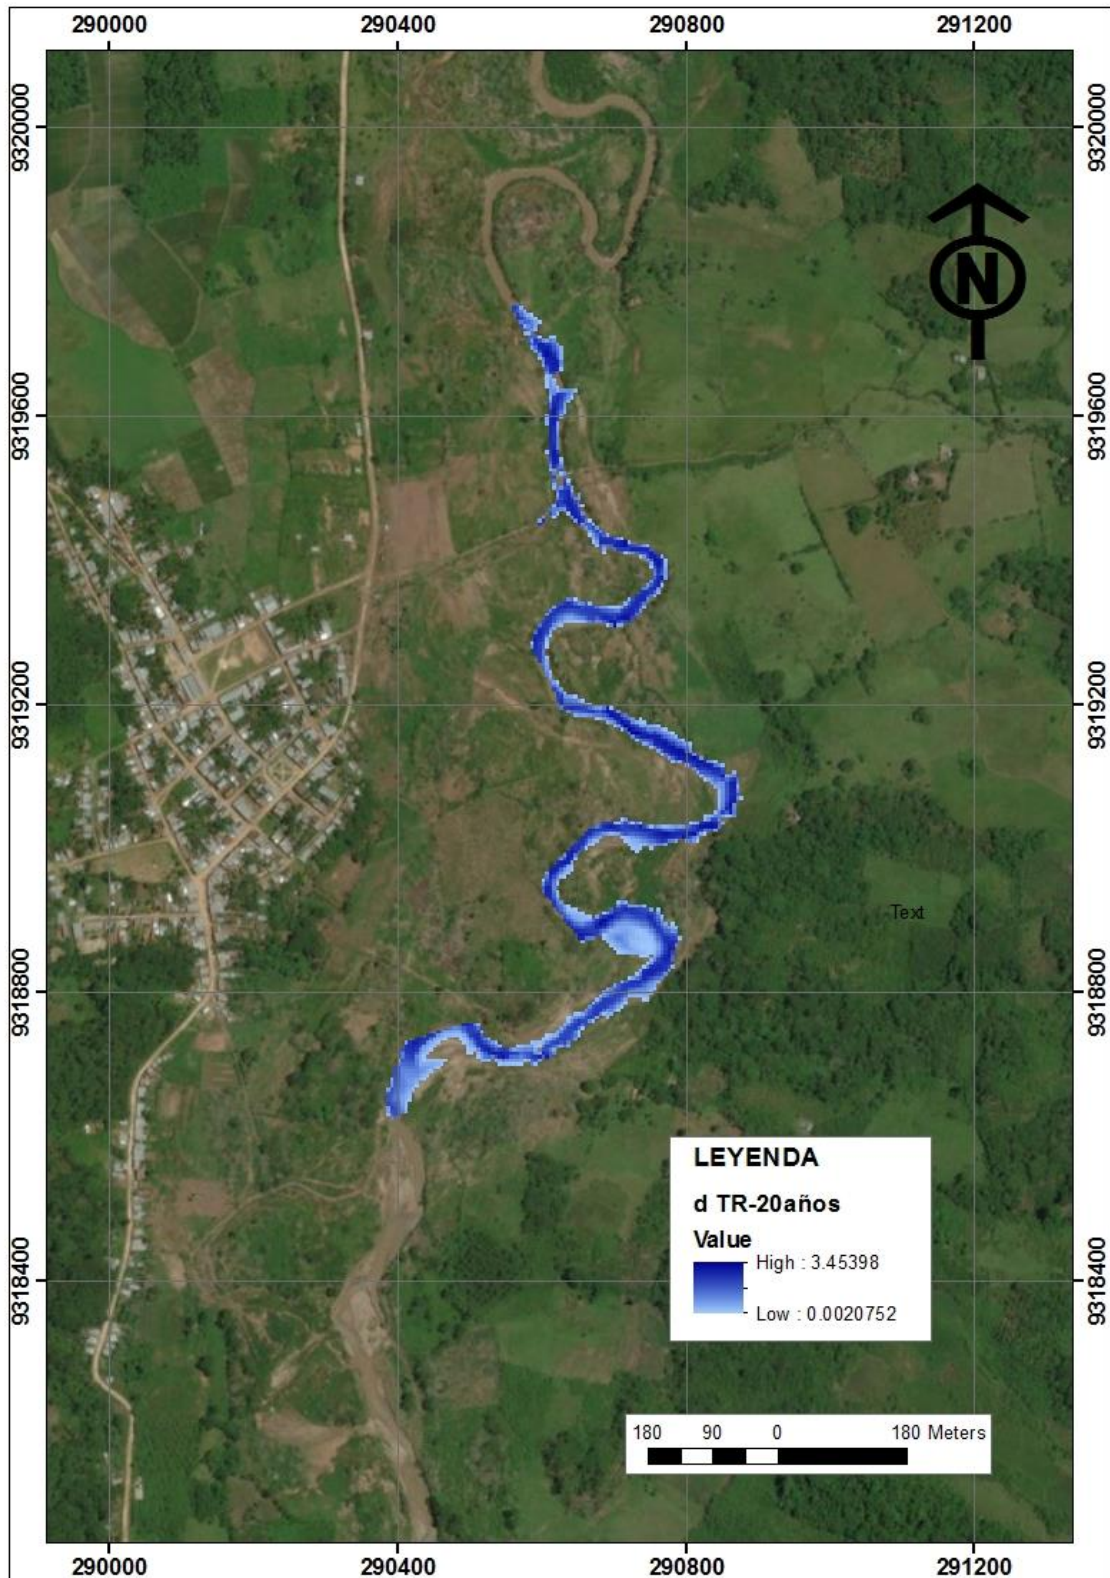 290000 290400 290800 291200
9320000 9320000
N
9319600 9319600
9319200 9319200
Text
9318800 9318800
LEYENDA
d TR-20años
Value
High : 3.45398
Low : 0.0020752
9318400 9318400
180 90 0 180 Meters
290000 290400 290800 291200